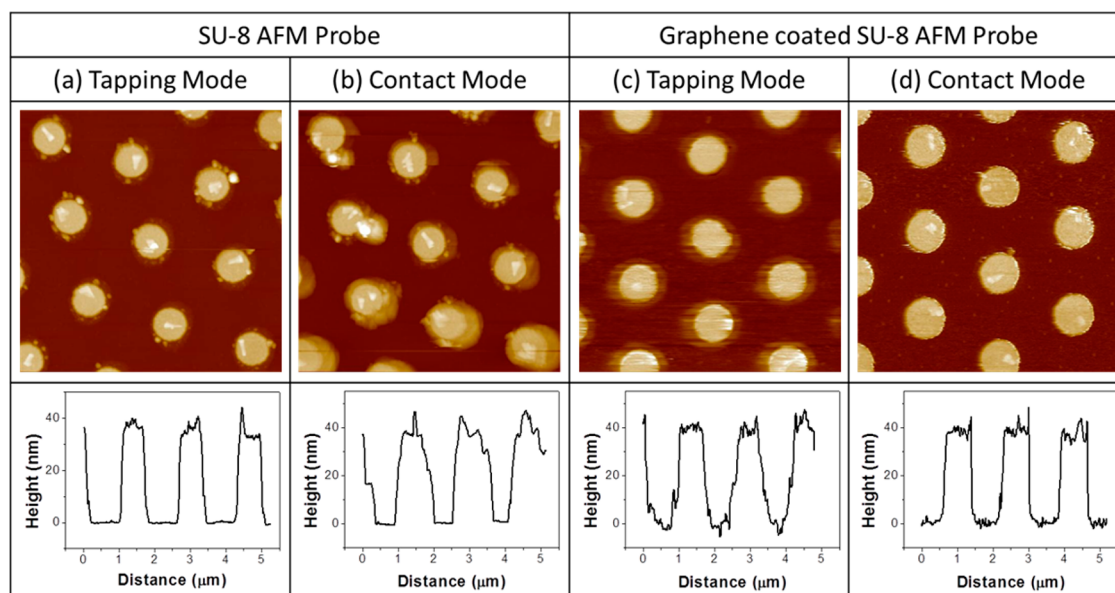 SU-8 AFM Probe
Graphene coated SU-8 AFM Probe
(a) Tapping Mode
(b) Contact Mode
(c) Tapping Mode
(d) Contact Mode
Height (nm)
40
20
0
0 1 2 3 4 5
Distance (μm)
Height (nm)
40
20
0
0 1 2 3 4 5
Distance (μm)
Height (nm)
40
20
0
0 1 2 3 4 5
Distance (μm)
Height (nm)
40
20
0
0 1 2 3 4 5
Distance (μm)